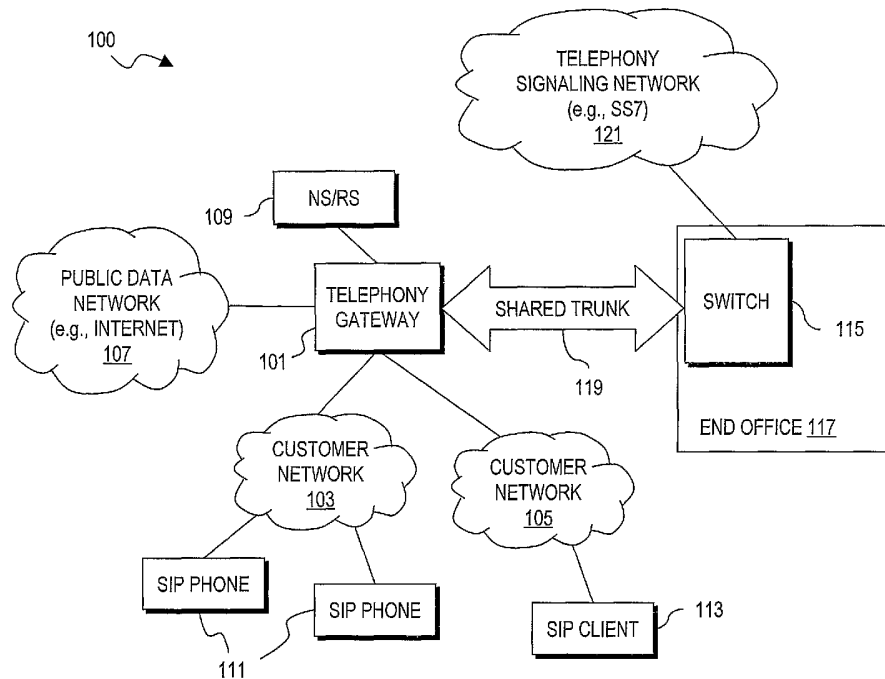 100
TELEPHONY
SIGNALING NETWORK
(e.g., SS7)
121
109
NS/RS
PUBLIC DATA
NETWORK
(e.g., INTERNET)
107
TELEPHONY
GATEWAY
101
SHARED TRUNK
119
SWITCH
115
END OFFICE 117
CUSTOMER
NETWORK
103
CUSTOMER
NETWORK
105
SIP PHONE
SIP PHONE
111
SIP CLIENT
113